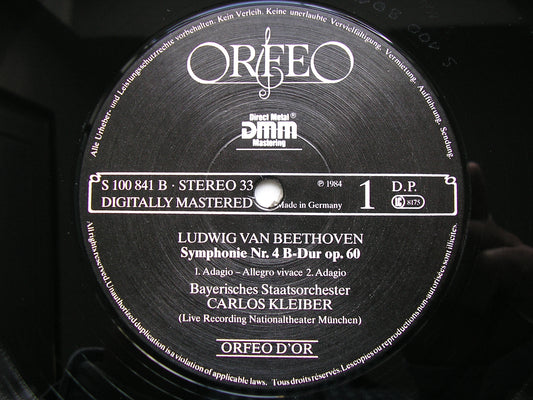 Alle Urheber- und Leistungsschutzrechte vorbehalten. Kein Verleih. Keine unerlaubte Vervielfältigung, Vermietung, Aufführung, Sendung
ORFEO
Direct Metal
DMM®
Mastering
S 100 841 B · STEREO 33
DIGITALLY MASTERED
℗ 1984
Made in Germany
1
D.P.
LC 8175
LUDWIG VAN BEETHOVEN
Symphonie Nr. 4 B-Dur op. 60
1. Adagio – Allegro vivace 2. Adagio
Bayerisches Staatsorchester
CARLOS KLEIBER
(Live Recording Nationaltheater München)
ORFEO D'OR
All rights reserved. Unauthorized duplication is a violation of applicable laws. Tous droits réservés. Les copies ou reproductions non autorisées sont illicites.